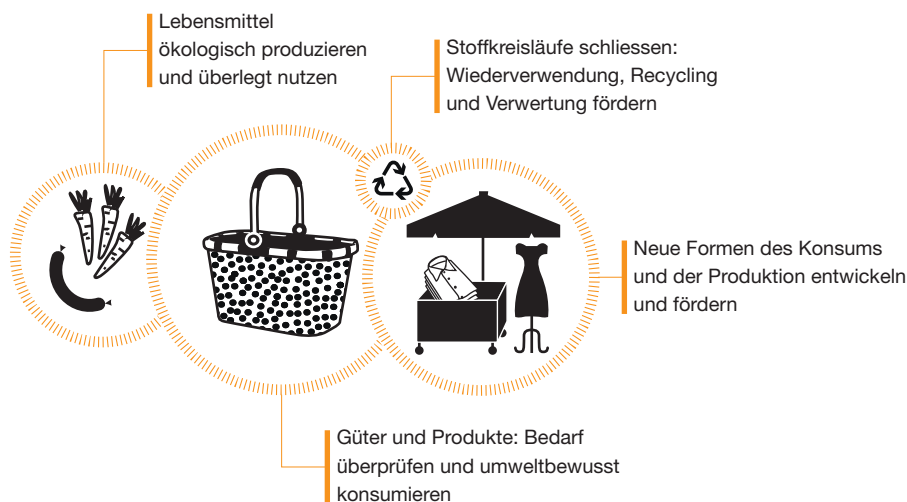 Lebensmittel
ökologisch produzieren
und überlegt nutzen
Stoffkreisläufe schliessen:
Wiederverwendung, Recycling
und Verwertung fördern
Neue Formen des Konsums
und der Produktion entwickeln
und fördern
Güter und Produkte: Bedarf
überprüfen und umweltbewusst
konsumieren